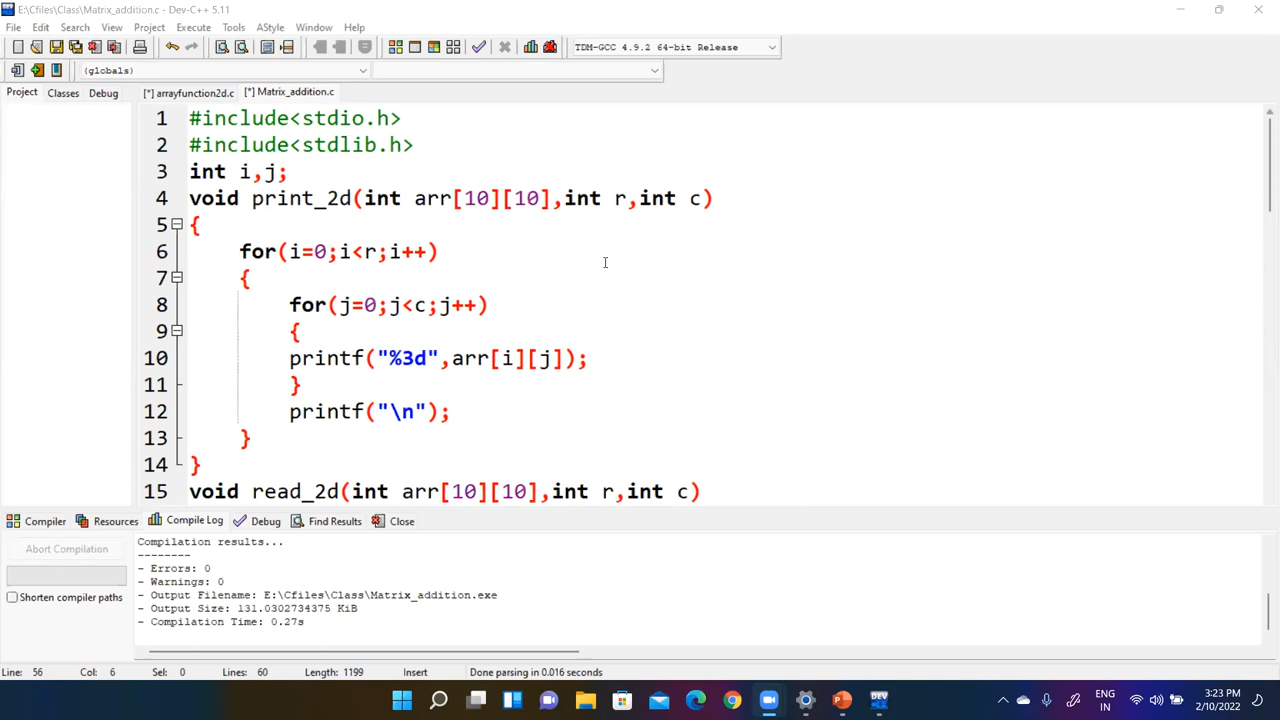 E:\Cfiles\Class\Matrix_addition.c - Dev-C++ 5.11
File Edit Search View Project Execute Tools AStyle Window Help
TDM-GCC 4.9.2 64-bit Release
(globals)
Project Classes Debug [*] arrayfunction2d.c [*] Matrix_addition.c
1 #include<stdio.h>
2 #include<stdlib.h>
3 int i,j;
4 void print_2d(int arr[10][10],int r,int c)
5 {
6 for(i=0;i<r;i++)
7 {
8 for(j=0;j<c;j++)
9 {
10 printf("%3d",arr[i][j]);
11 }
12 printf("\n");
13 }
14 }
15 void read_2d(int arr[10][10],int r,int c)
Compiler Resources Compile Log Debug Find Results Close
Abort Compilation
Shorten compiler paths
Compilation results...
--------
- Errors: 0
- Warnings: 0
- Output Filename: E:\Cfiles\Class\Matrix_addition.exe
- Output Size: 131.0302734375 KiB
- Compilation Time: 0.27s
Line: 56 Col: 6 Sel: 0 Lines: 60 Length: 1199 Insert Done parsing in 0.016 seconds
DEV
ENG
IN
3:23 PM
2/10/2022